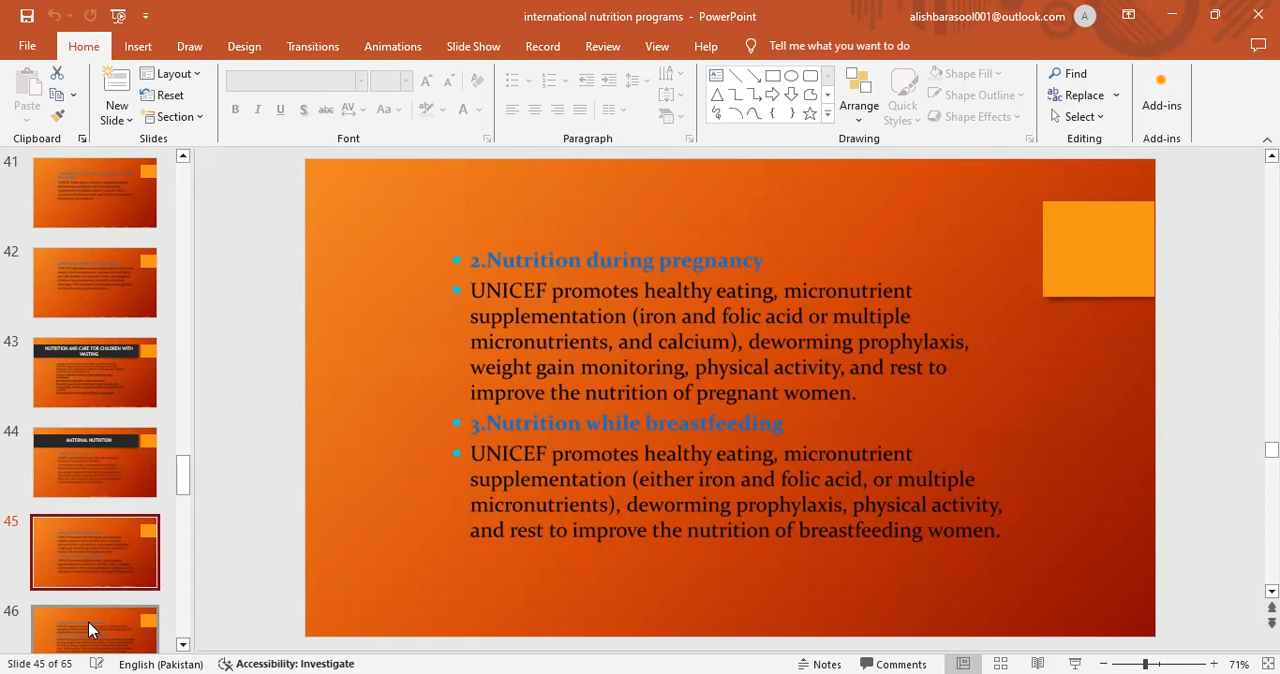 international nutrition programs - PowerPoint
alishbarasool001@outlook.com
A
File
Home
Insert
Draw
Design
Transitions
Animations
Slide Show
Record
Review
View
Help
Tell me what you want to do
Paste
Clipboard
New
Slide
Layout
Reset
Section
Slides
B I U S abc AV Aa A
Font
Paragraph
Arrange
Quick
Styles
Shape Fill
Shape Outline
Shape Effects
Drawing
Find
Replace
Select
Editing
Add-ins
Add-ins
41
42
43
NUTRITION AND CARE FOR CHILDREN WITH
WASTING
44
MATERNAL NUTRITION
45
46
2.Nutrition during pregnancy
UNICEF promotes healthy eating, micronutrient
supplementation (iron and folic acid or multiple
micronutrients, and calcium), deworming prophylaxis,
weight gain monitoring, physical activity, and rest to
improve the nutrition of pregnant women.
3.Nutrition while breastfeeding
UNICEF promotes healthy eating, micronutrient
supplementation (either iron and folic acid, or multiple
micronutrients), deworming prophylaxis, physical activity,
and rest to improve the nutrition of breastfeeding women.
Slide 45 of 65
English (Pakistan)
Accessibility: Investigate
Notes
Comments
71%